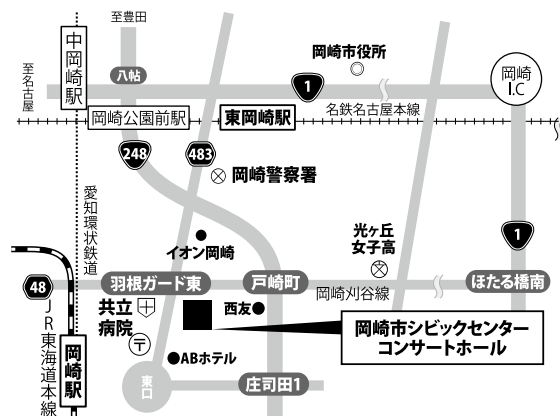 至豊田
中岡崎駅
至名古屋
八帖
岡崎市役所
岡崎
I.C
1
名鉄名古屋本線
岡崎公園前駅
東岡崎駅
248
483
岡崎警察署
愛知環状鉄道
イオン岡崎
光ヶ丘
女子高
1
48
羽根ガード東
戸崎町
岡崎刈谷線
ほたる橋南
共立
病院
西友
岡崎市シビックセンター
コンサートホール
JR東海道本線
岡崎駅
〒
ABホテル
東口
庄司田1